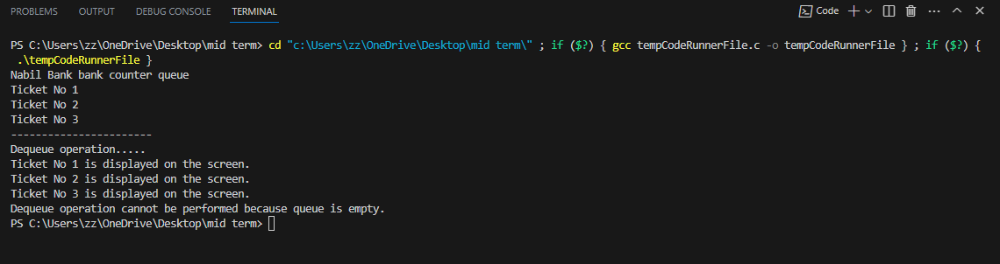 PROBLEMS OUTPUT DEBUG CONSOLE TERMINAL Code
PS C:\Users\zz\OneDrive\Desktop\mid term> cd "c:\Users\zz\OneDrive\Desktop\mid term\" ; if ($?) { gcc tempCodeRunnerFile.c -o tempCodeRunnerFile } ; if ($?) {
.\tempCodeRunnerFile }
Nabil Bank bank counter queue
Ticket No 1
Ticket No 2
Ticket No 3
-----------------------
Dequeue operation.....
Ticket No 1 is displayed on the screen.
Ticket No 2 is displayed on the screen.
Ticket No 3 is displayed on the screen.
Dequeue operation cannot be performed because queue is empty.
PS C:\Users\zz\OneDrive\Desktop\mid term>